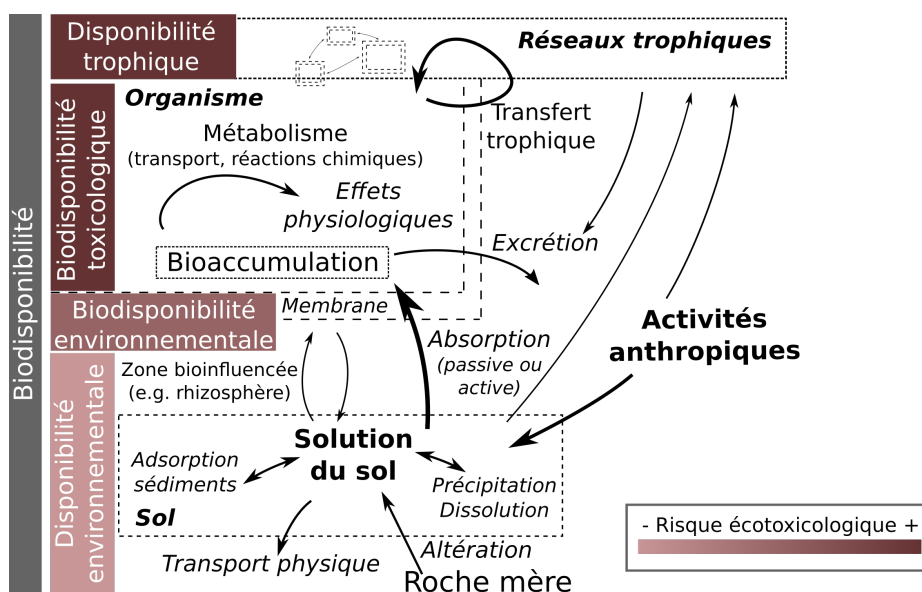 Biodisponibilité
Disponibilité
trophique
Réseaux trophiques
Biodisponibilité
toxicologique
Organisme
Transfert
trophique
Métabolisme
(transport, réactions chimiques)
Effets
physiologiques
Excrétion
Bioaccumulation
Biodisponibilité
environnementale
Membrane
Activités
anthropiques
Absorption
(passive ou
active)
Disponibilité
environnementale
Zone bioinfluencée
(e.g. rhizosphère)
Solution
du sol
Adsorption
sédiments
Précipitation
Dissolution
Sol
Transport physique
Altération
Roche mère
- Risque écotoxicologique +